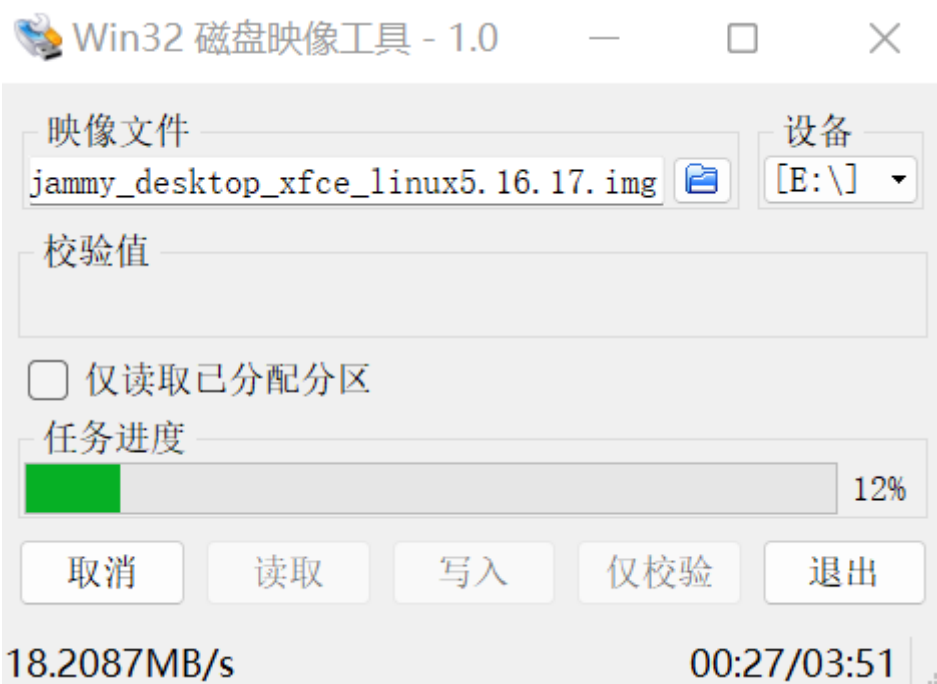 Win32 磁盘映像工具 - 1.0
映像文件
设备
jammy_desktop_xfce_linux5.16.17.img
[E:\]
校验值
仅读取已分配分区
任务进度
12%
取消
读取
写入
仅校验
退出
18.2087MB/s
00:27/03:51